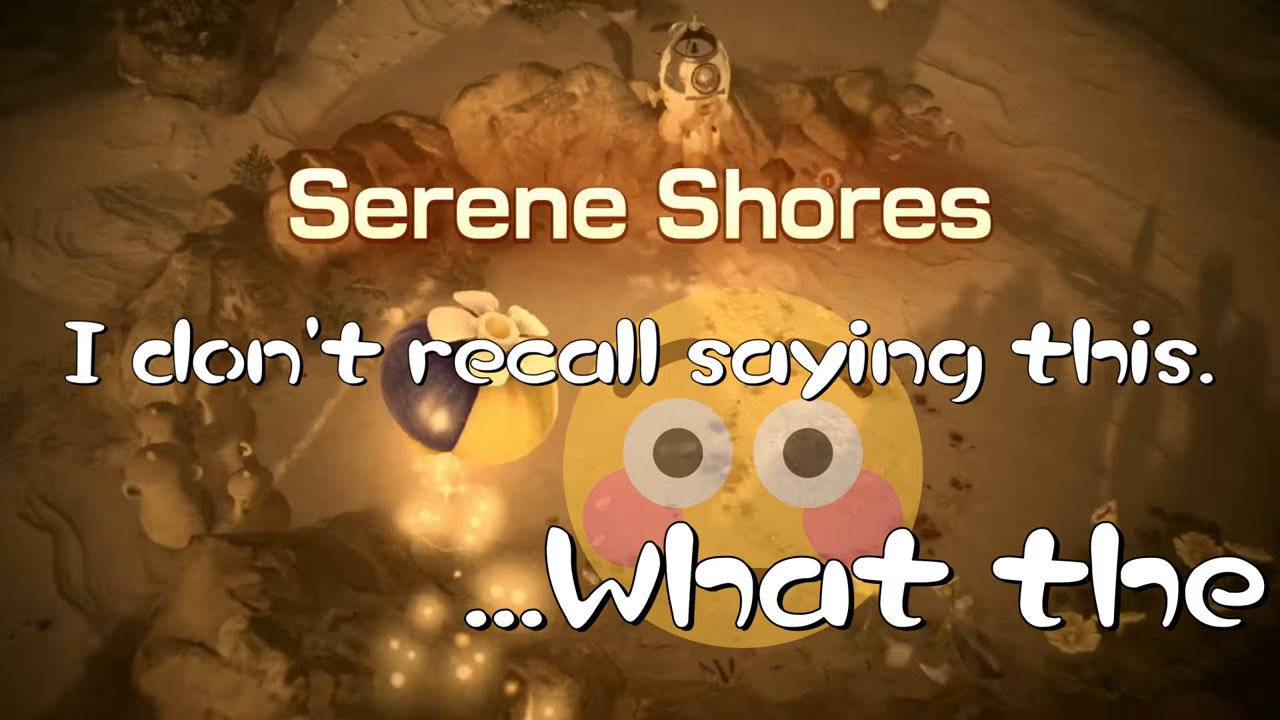 Serene Shores
I don't recall saying this.
...What the